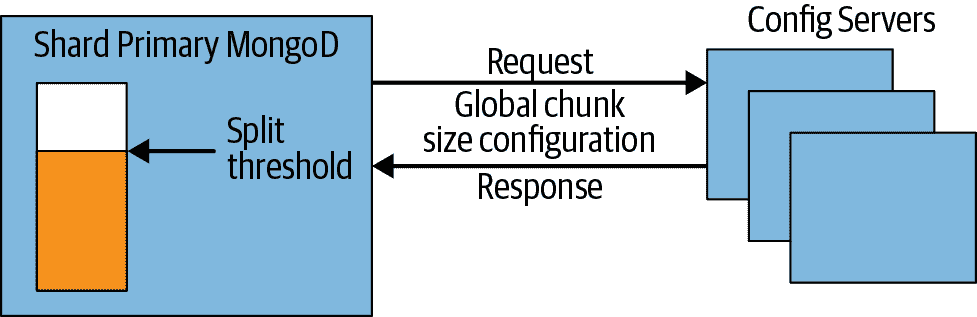 Shard Primary MongoD
Split
threshold
Request
Global chunk
size configuration
Response
Config Servers